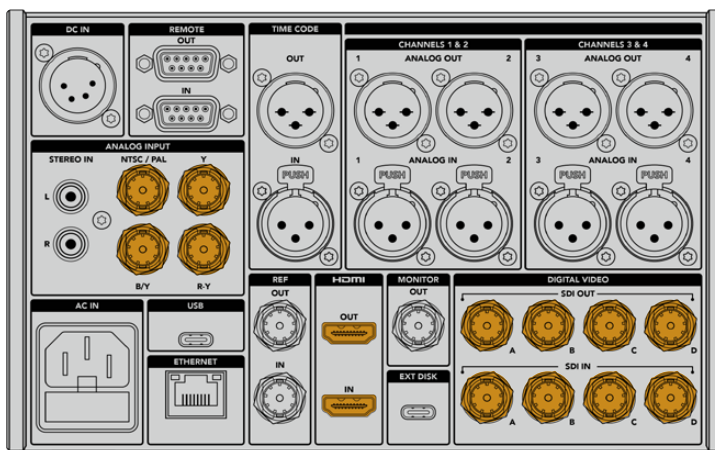 DC IN
REMOTE
OUT
IN
TIME CODE
OUT
IN
CHANNELS 1 & 2
1 ANALOG OUT 2
1 ANALOG IN 2
PUSH PUSH
CHANNELS 3 & 4
3 ANALOG OUT 4
3 ANALOG IN 4
PUSH PUSH
PUSH
ANALOG INPUT
STEREO IN NTSC / PAL Y
L
R
B/Y R-Y
AC IN
USB
ETHERNET
REF
OUT
IN
HDMI
OUT
IN
MONITOR
OUT
EXT DISK
DIGITAL VIDEO
SDI OUT
A B C D
SDI IN
A B C D